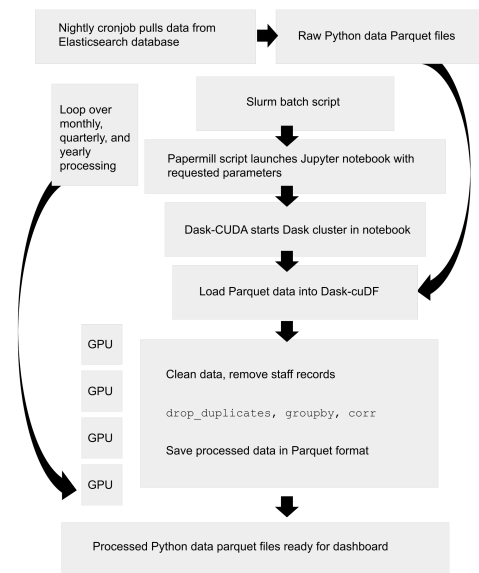 Nightly cronjob pulls data from
Elasticsearch database
Raw Python data Parquet files
Loop over
monthly,
quarterly, and
yearly
processing
Slurm batch script
Papermill script launches Jupyter notebook with
requested parameters
Dask-CUDA starts Dask cluster in notebook
Load Parquet data into Dask-cuDF
GPU
GPU
GPU
GPU
Clean data, remove staff records
drop_duplicates, groupby, corr
Save processed data in Parquet format
Processed Python data parquet files ready for dashboard